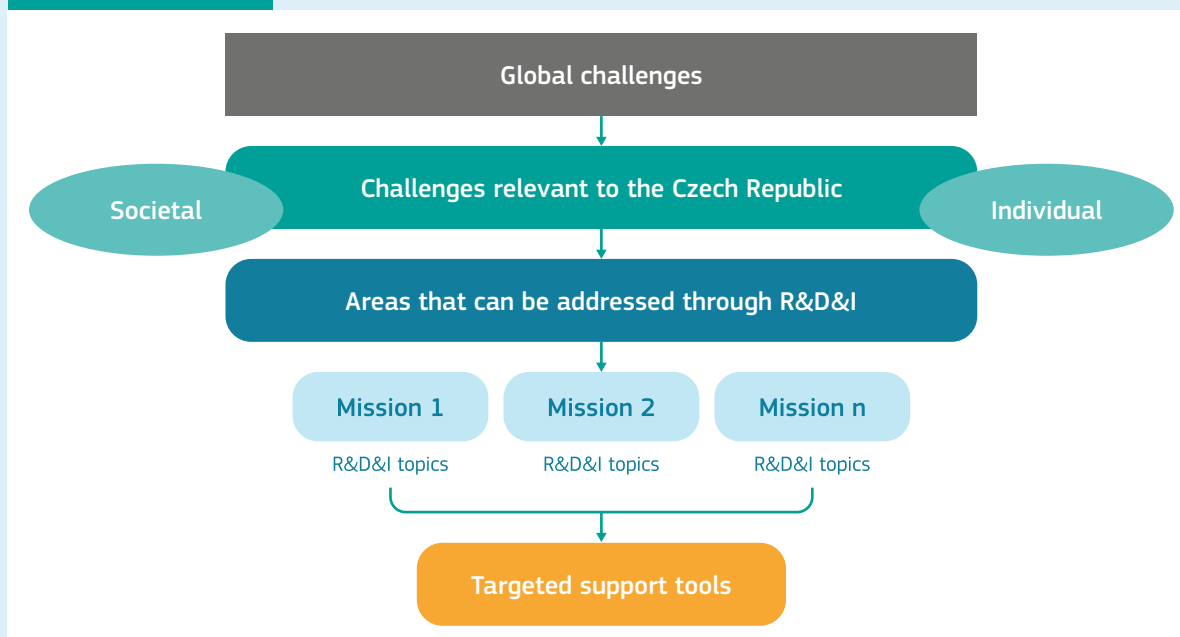 Global challenges
Challenges relevant to the Czech Republic
Societal
Individual
Areas that can be addressed through R&D&I
Mission 1
Mission 2
Mission n
R&D&I topics
R&D&I topics
R&D&I topics
Targeted support tools